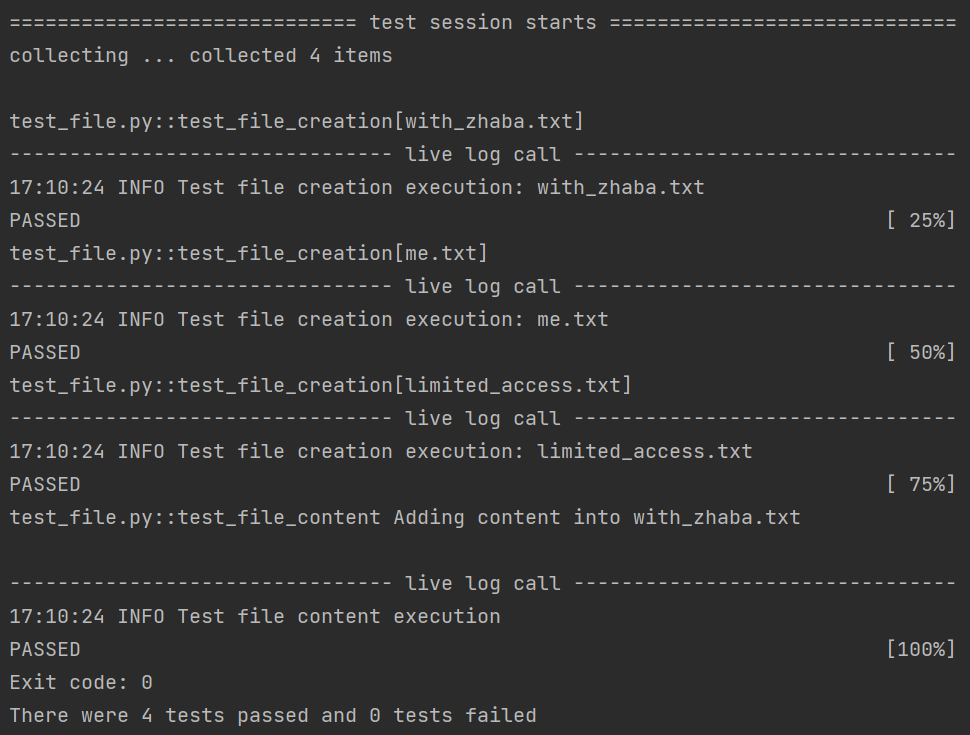 ============================= test session starts =============================
collecting ... collected 4 items
test_file.py::test_file_creation[with_zhaba.txt]
-------------------------------- live log call --------------------------------
17:10:24 INFO Test file creation execution: with_zhaba.txt
PASSED                                                                   [ 25%]
test_file.py::test_file_creation[me.txt]
-------------------------------- live log call --------------------------------
17:10:24 INFO Test file creation execution: me.txt
PASSED                                                                   [ 50%]
test_file.py::test_file_creation[limited_access.txt]
-------------------------------- live log call --------------------------------
17:10:24 INFO Test file creation execution: limited_access.txt
PASSED                                                                   [ 75%]
test_file.py::test_file_content Adding content into with_zhaba.txt
-------------------------------- live log call --------------------------------
17:10:24 INFO Test file content execution
PASSED                                                                   [100%]
Exit code: 0
There were 4 tests passed and 0 tests failed